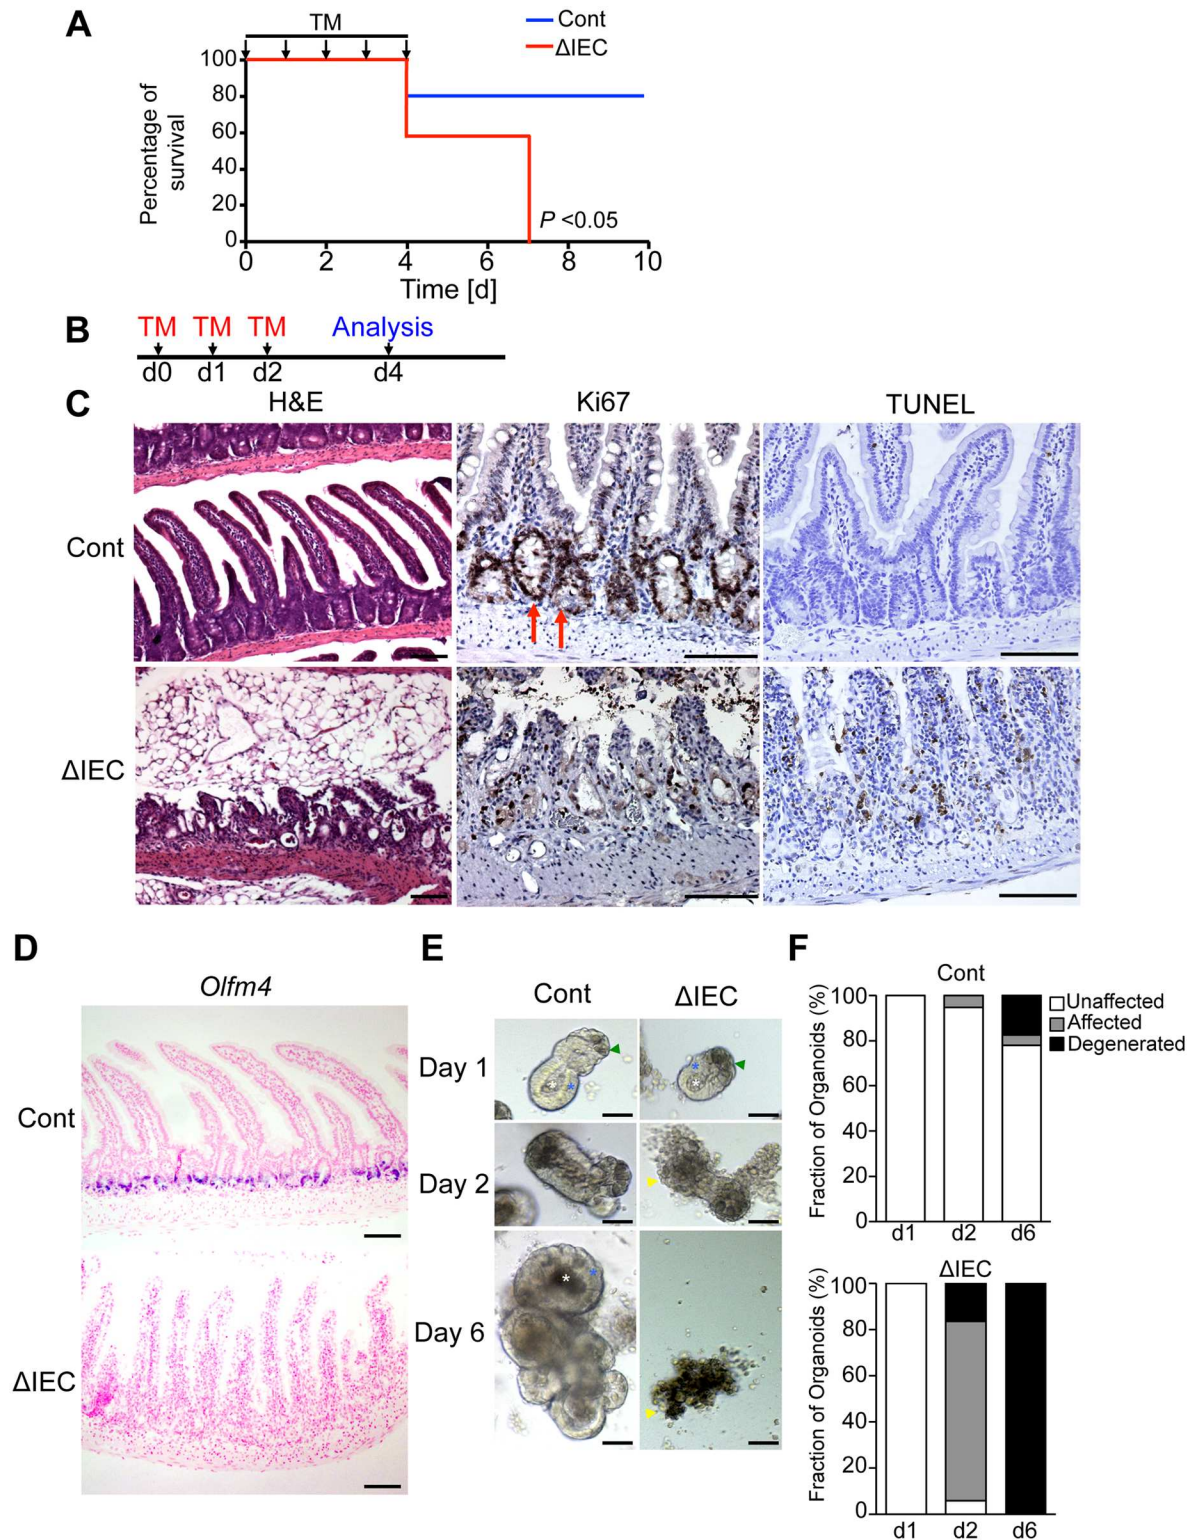 A
TM
Cont
ΔIEC
Percentage of
survival
100
80
60
40
20
0
P <0.05
0 2 4 6 8 10
Time [d]
B
TM TM TM Analysis
d0 d1 d2 d4
C
H&E Ki67 TUNEL
Cont
ΔIEC
D
Olfm4
Cont
ΔIEC
E
Cont ΔIEC
Day 1
* * * *
Day 2
Day 6
* *
F
Cont
Fraction of Organoids (%)
100
80
60
40
20
0
d1 d2 d6
Unaffected
Affected
Degenerated
ΔIEC
Fraction of Organoids (%)
100
80
60
40
20
0
d1 d2 d6